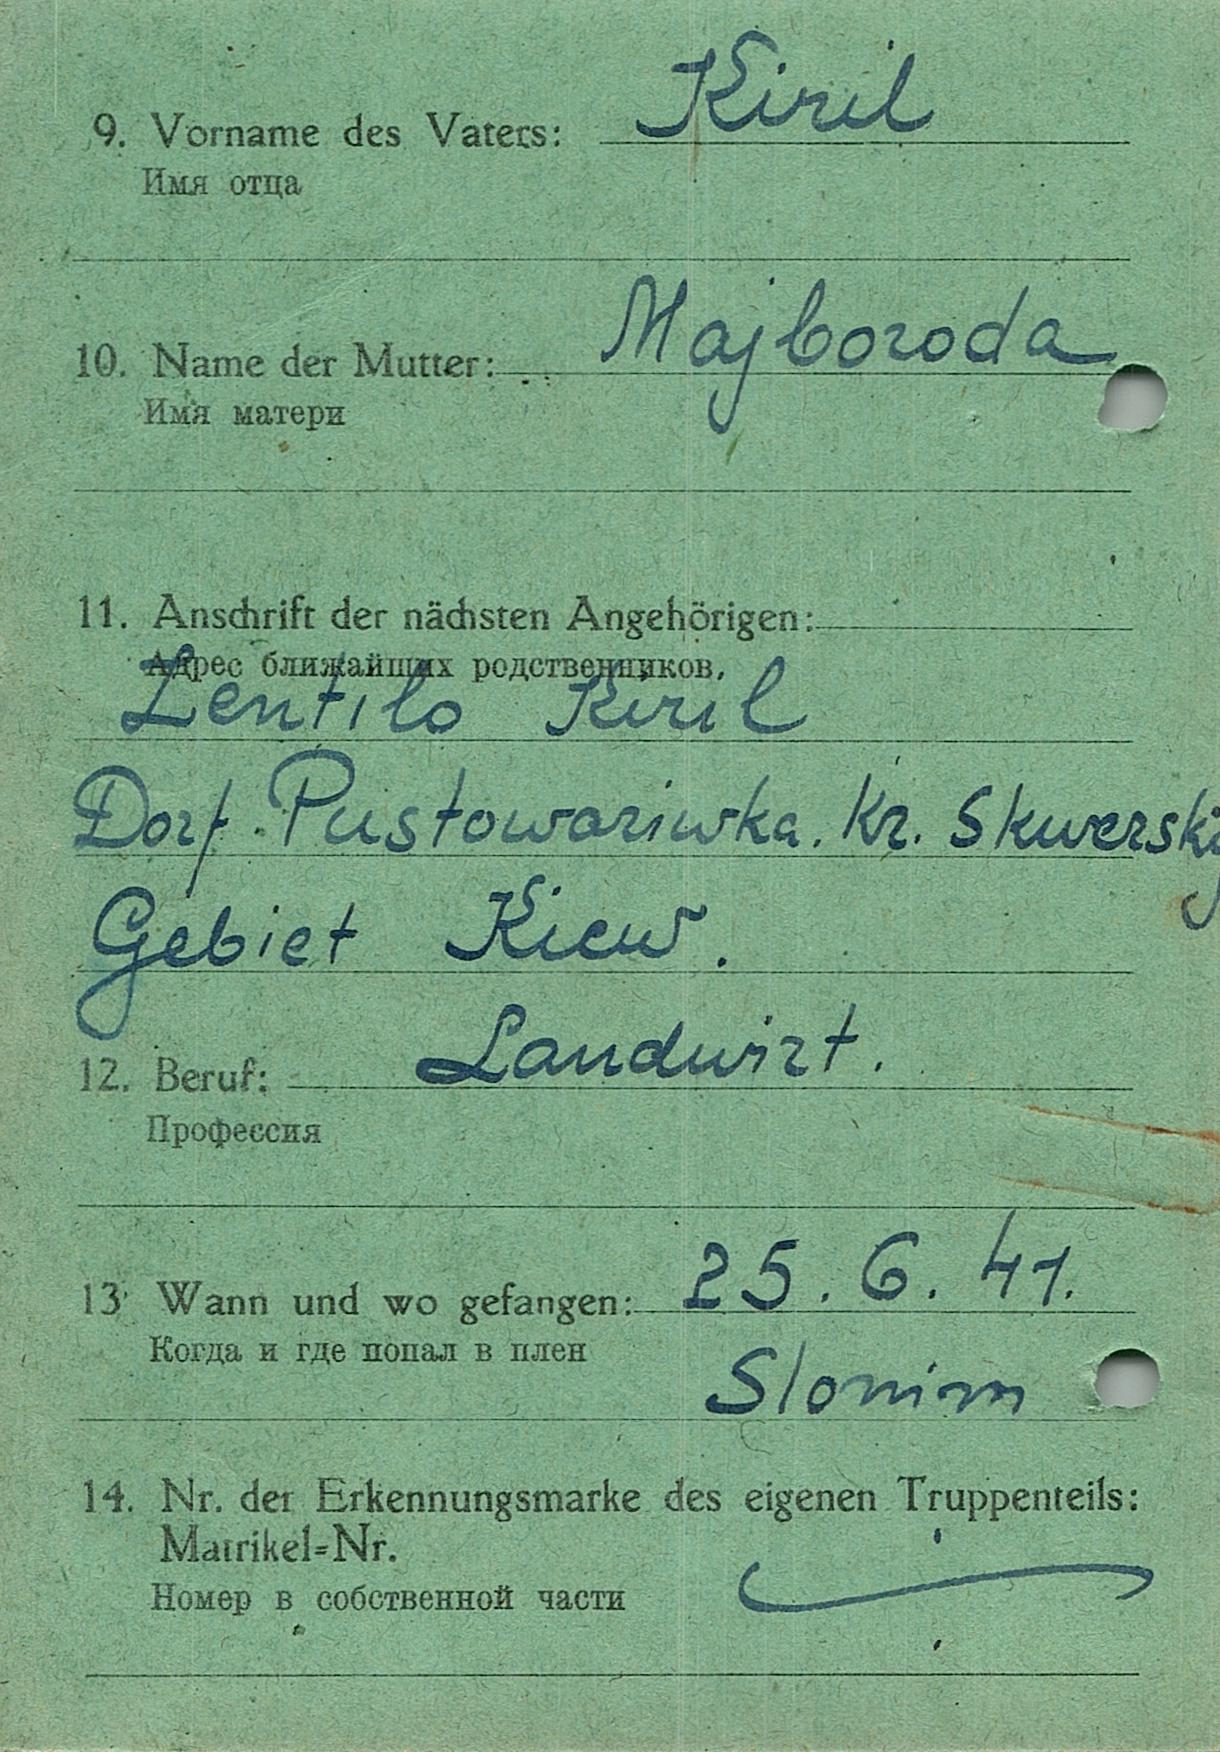 9. Vorname des Vaters: Kiril
Имя отца
10. Name der Mutter: Majboroda
Имя матери
11. Anschrift der nächsten Angehörigen:
Адрес ближайших родственников.
Lentilo Kiril
Dorf. Pustowariwka. Kr. Skwersky
Gebiet Kiew.
12. Beruf: Landwirt.
Профессия
13 Wann und wo gefangen: 25. 6. 41.
Когда и где попал в плен
Slonim
14. Nr. der Erkennungsmarke des eigenen Truppenteils:
Matrikel=Nr.
Номер в собственной части